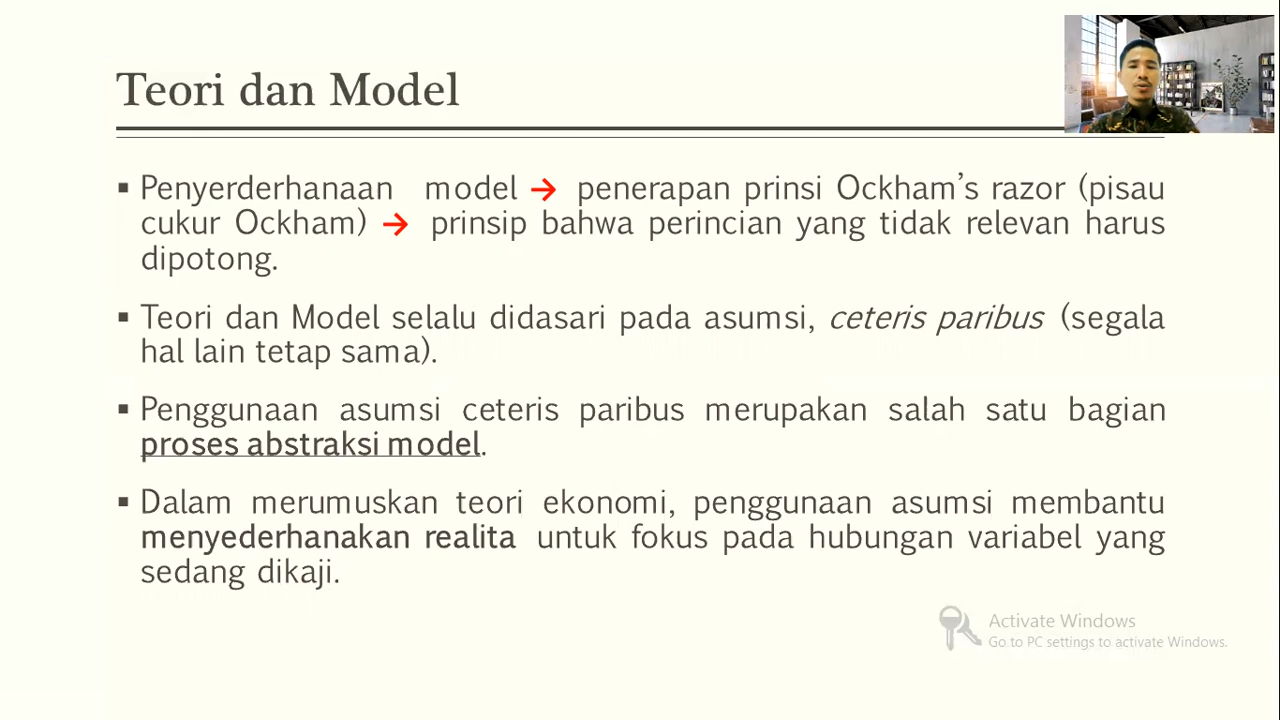 Teori dan Model
▪ Penyerderhanaan model → penerapan prinsi Ockham's razor (pisau
cukur Ockham) → prinsip bahwa perincian yang tidak relevan harus
dipotong.
▪ Teori dan Model selalu didasari pada asumsi, ceteris paribus (segala
hal lain tetap sama).
▪ Penggunaan asumsi ceteris paribus merupakan salah satu bagian
proses abstraksi model.
▪ Dalam merumuskan teori ekonomi, penggunaan asumsi membantu
menyederhanakan realita untuk fokus pada hubungan variabel yang
sedang dikaji.
Activate Windows
Go to PC settings to activate Windows.